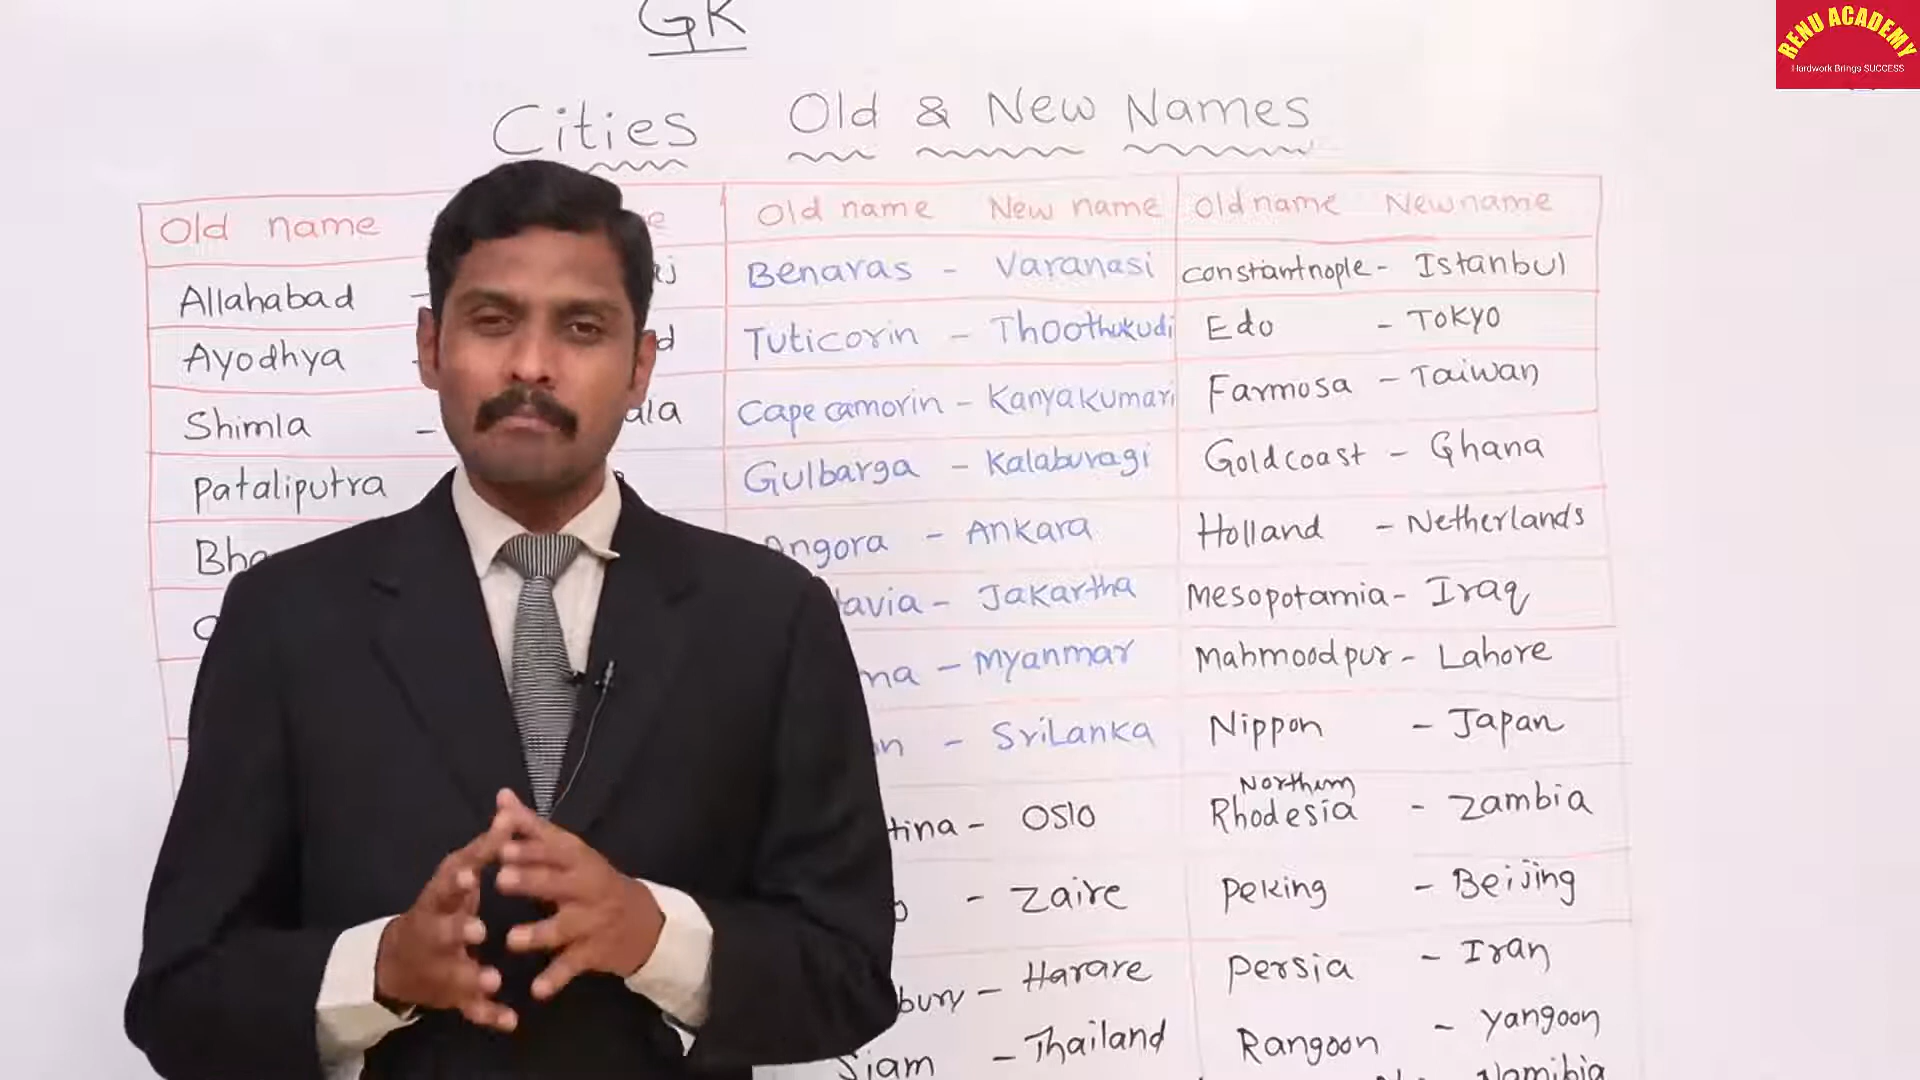 GK
RENU ACADEMY
Hardwork Brings SUCCESS
Cities Old & New Names
Old name
Allahabad -
Ayodhya
Shimla -
Pataliputra
Old name New name
Benaras - Varanasi
Tuticorin - Thoothukudi
Cape camorin - Kanyakumari
Gulbarga - Kalaburagi
Angora - Ankara
- Jakartha
- Myanmar
- SriLanka
- Oslo
- Zaire
- Harare
Siam - Thailand
Old name New name
Constantnople - Istanbul
Edo - Tokyo
Farmosa - Taiwan
Goldcoast - Ghana
Holland - Netherlands
Mesopotamia - Iraq
Mahmoodpur - Lahore
Nippon - Japan
Northern
Rhodesia - Zambia
Peking - Beijing
Persia - Iran
Rangoon - Yangoon
Namibia